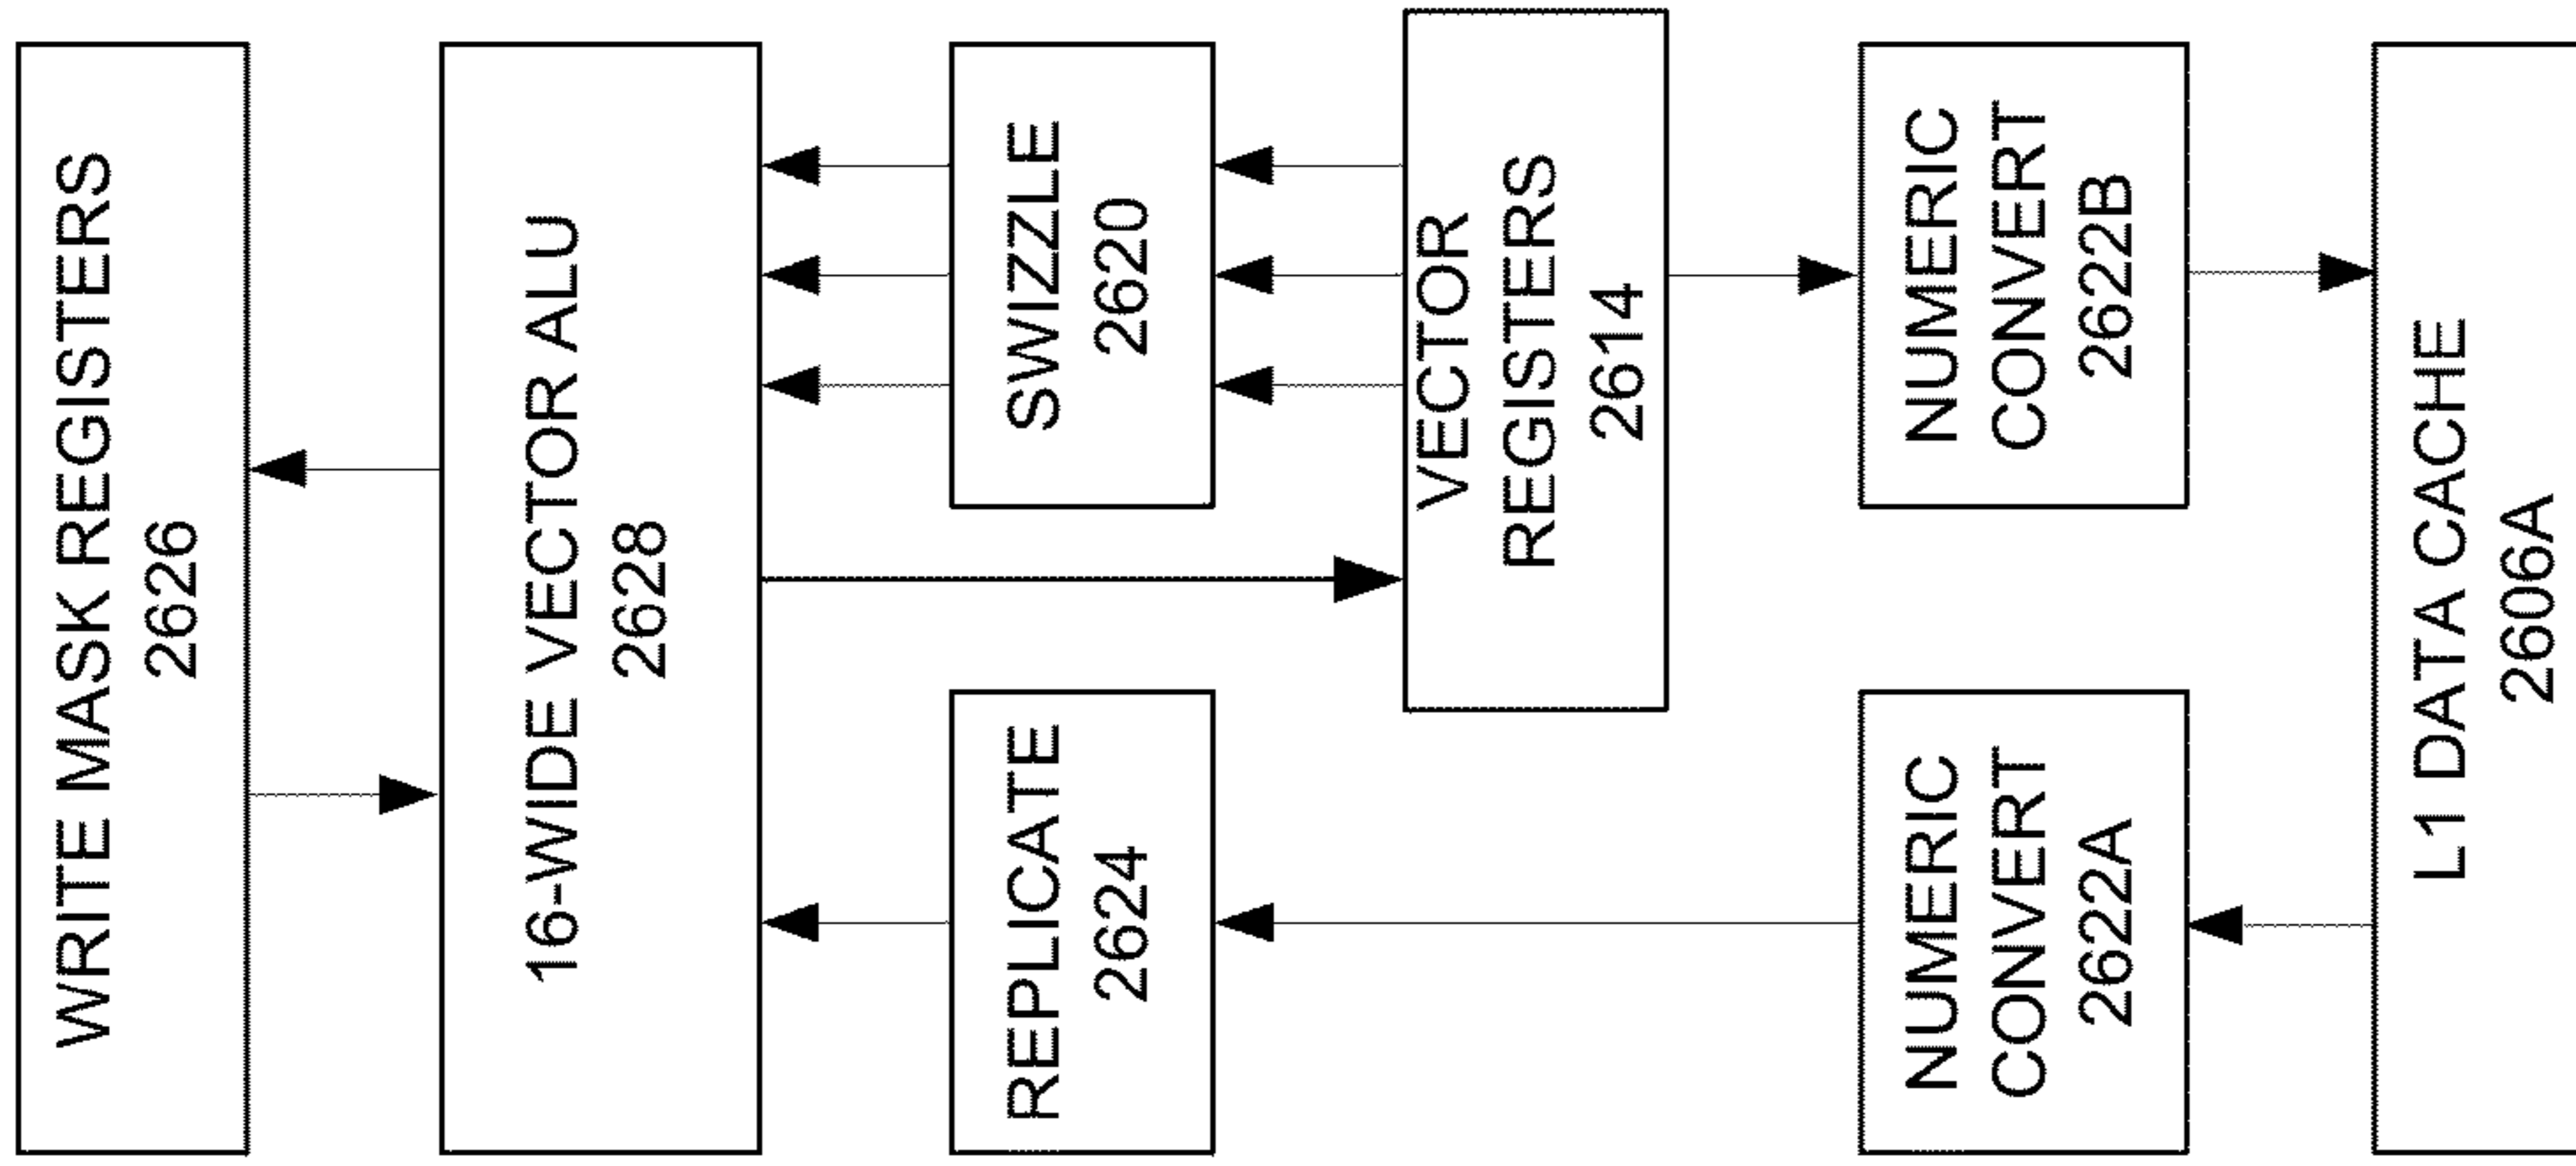 WRITE MASK REGISTERS
2626
16-WIDE VECTOR ALU
2628
REPLICATE
2624
SWIZZLE
2620
VECTOR
REGISTERS
2614
NUMERIC
CONVERT
2622A
NUMERIC
CONVERT
2622B
L1 DATA CACHE
2606A